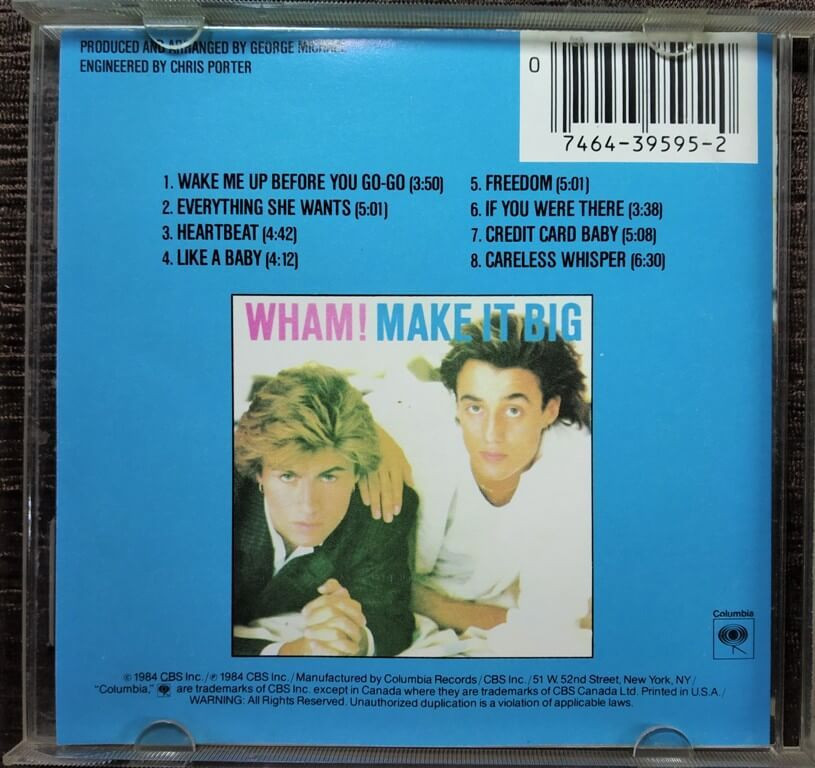 PRODUCED AND ARRANGED BY GEORGE MICHAEL
ENGINEERED BY CHRIS PORTER
0
7464-39595-2
1. WAKE ME UP BEFORE YOU GO-GO (3:50)
2. EVERYTHING SHE WANTS (5:01)
3. HEARTBEAT (4:42)
4. LIKE A BABY (4:12)
5. FREEDOM (5:01)
6. IF YOU WERE THERE (3:38)
7. CREDIT CARD BABY (5:08)
8. CARELESS WHISPER (6:30)
WHAM! MAKE IT BIG
Columbia
© 1984 CBS Inc./℗ 1984 CBS Inc./Manufactured by Columbia Records/CBS Inc./51 W. 52nd Street, New York, NY/
"Columbia," are trademarks of CBS Inc. except in Canada where they are trademarks of CBS Canada Ltd. Printed in U.S.A./
WARNING: All Rights Reserved. Unauthorized duplication is a violation of applicable laws.